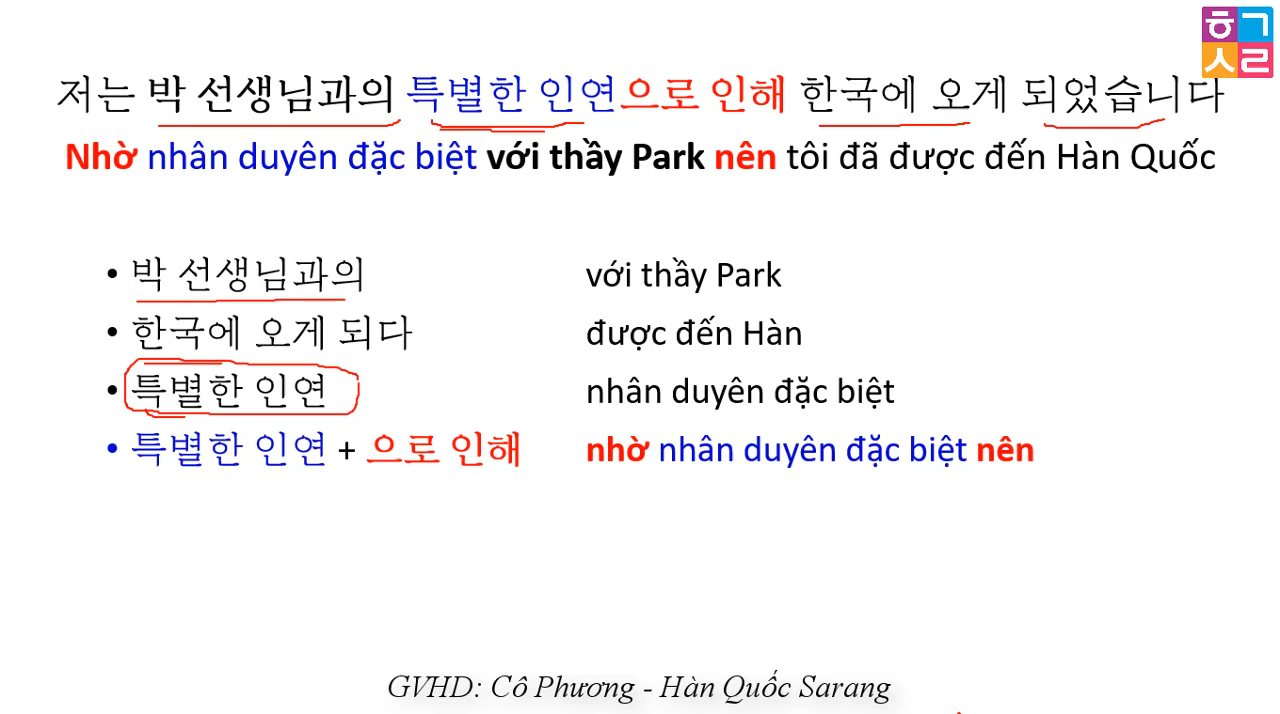 ㅎㄱ
ㅅㄹ
저는 박 선생님과의 특별한 인연으로 인해 한국에 오게 되었습니다
Nhờ nhân duyên đặc biệt với thầy Park nên tôi đã được đến Hàn Quốc
• 박 선생님과의 với thầy Park
• 한국에 오게 되다 được đến Hàn
• 특별한 인연 nhân duyên đặc biệt
• 특별한 인연 + 으로 인해 nhờ nhân duyên đặc biệt nên
GVHD: Cô Phương - Hàn Quốc Sarang